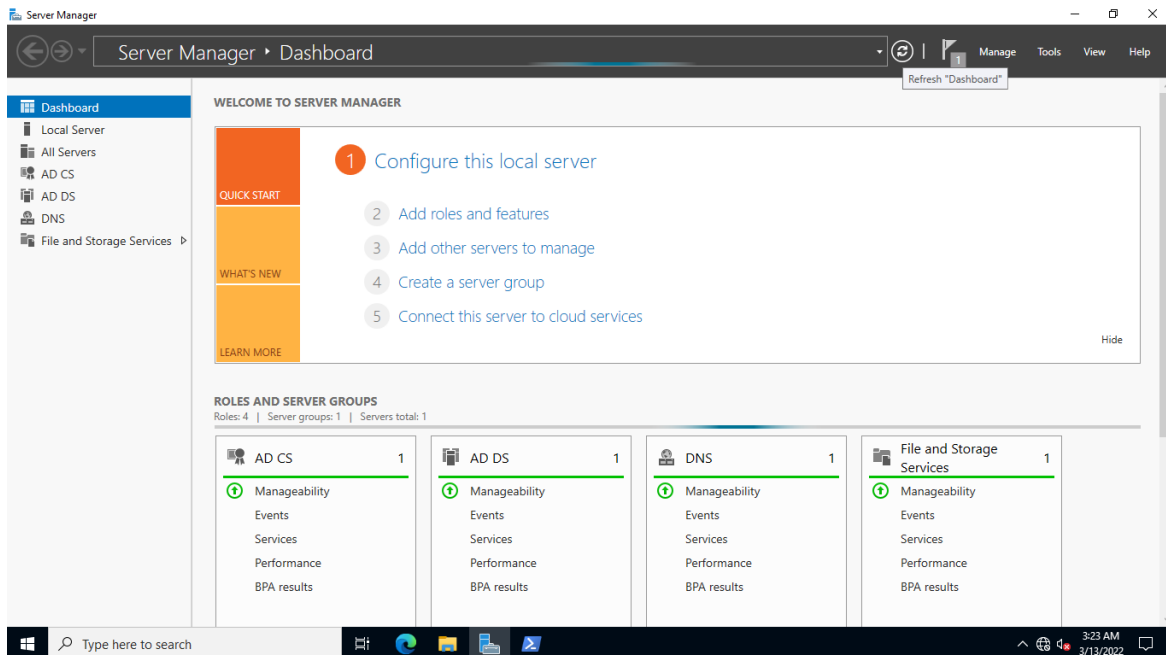 Server Manager
Server Manager • Dashboard
1
Manage Tools View Help
Refresh "Dashboard"
Dashboard
Local Server
All Servers
AD CS
AD DS
DNS
File and Storage Services
WELCOME TO SERVER MANAGER
QUICK START
WHAT'S NEW
LEARN MORE
1 Configure this local server
2 Add roles and features
3 Add other servers to manage
4 Create a server group
5 Connect this server to cloud services
Hide
ROLES AND SERVER GROUPS
Roles: 4 | Server groups: 1 | Servers total: 1
AD CS 1
Manageability
Events
Services
Performance
BPA results
AD DS 1
Manageability
Events
Services
Performance
BPA results
DNS 1
Manageability
Events
Services
Performance
BPA results
File and Storage
Services 1
Manageability
Events
Services
Performance
BPA results
Type here to search
3:23 AM
3/13/2022